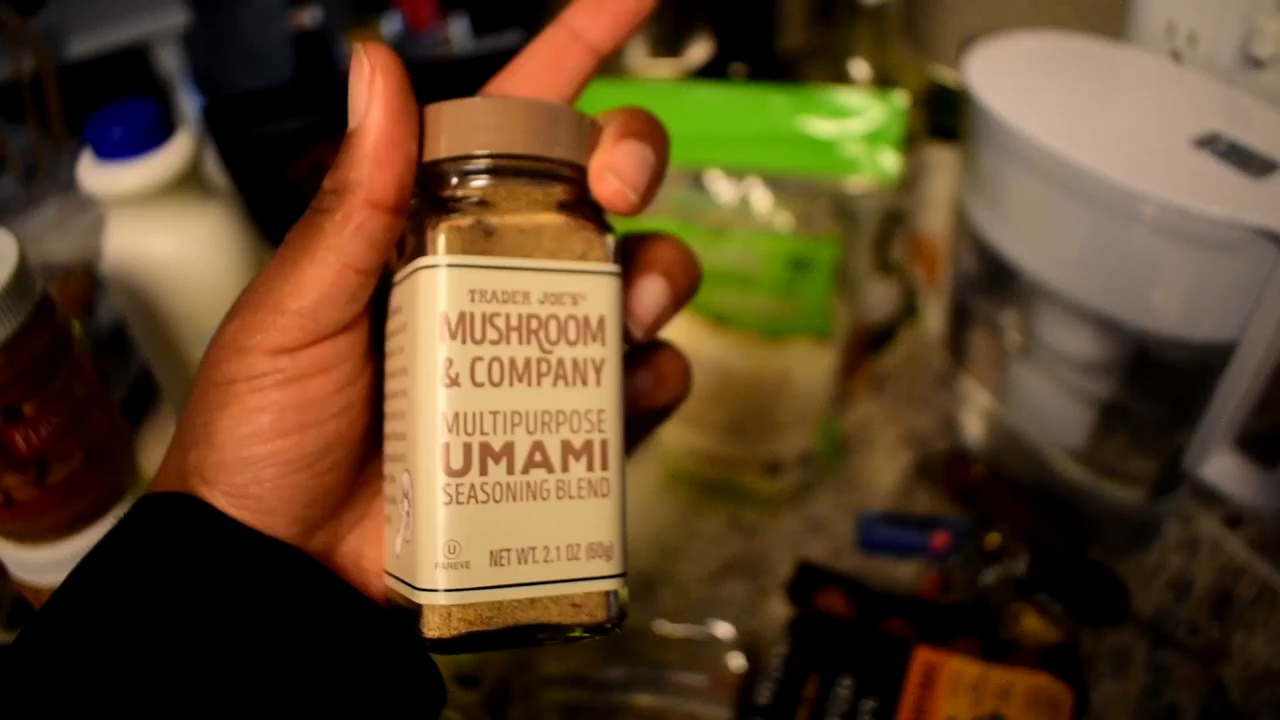 TRADER JOE'S
MUSHROOM
& COMPANY
MULTIPURPOSE
UMAMI
SEASONING BLEND
U
PAREVE
NET WT. 2.1 OZ (60g)